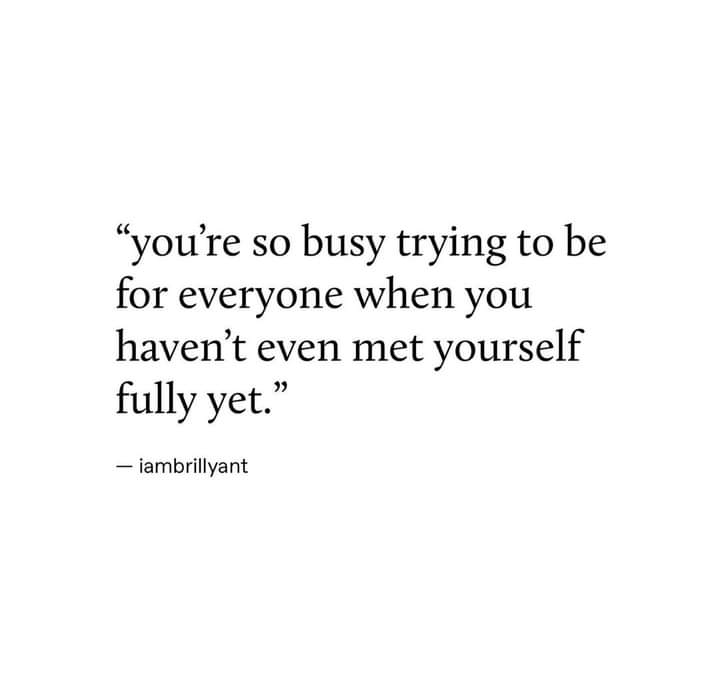 “you’re so busy trying to be
for everyone when you
haven’t even met yourself
fully yet.”
— iambrillyant